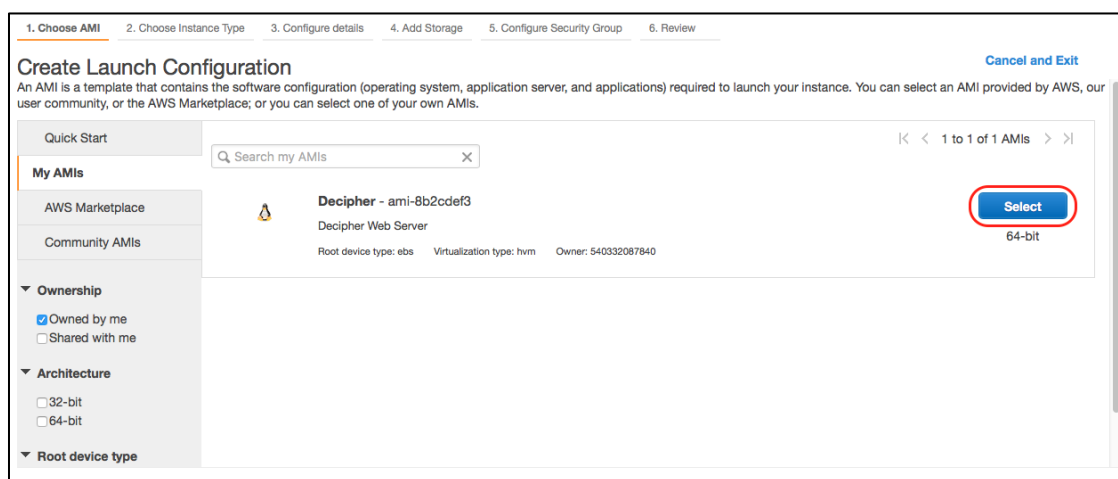 1. Choose AMI 2. Choose Instance Type 3. Configure details 4. Add Storage 5. Configure Security Group 6. Review
Create Launch Configuration
Cancel and Exit
An AMI is a template that contains the software configuration (operating system, application server, and applications) required to launch your instance. You can select an AMI provided by AWS, our
user community, or the AWS Marketplace; or you can select one of your own AMIs.
Quick Start
My AMIs
AWS Marketplace
Community AMIs
Search my AMIs
1 to 1 of 1 AMIs
Decipher - ami-8b2cdef3
Decipher Web Server
Root device type: ebs Virtualization type: hvm Owner: 540332087840
Select
64-bit
Ownership
Owned by me
Shared with me
Architecture
32-bit
64-bit
Root device type